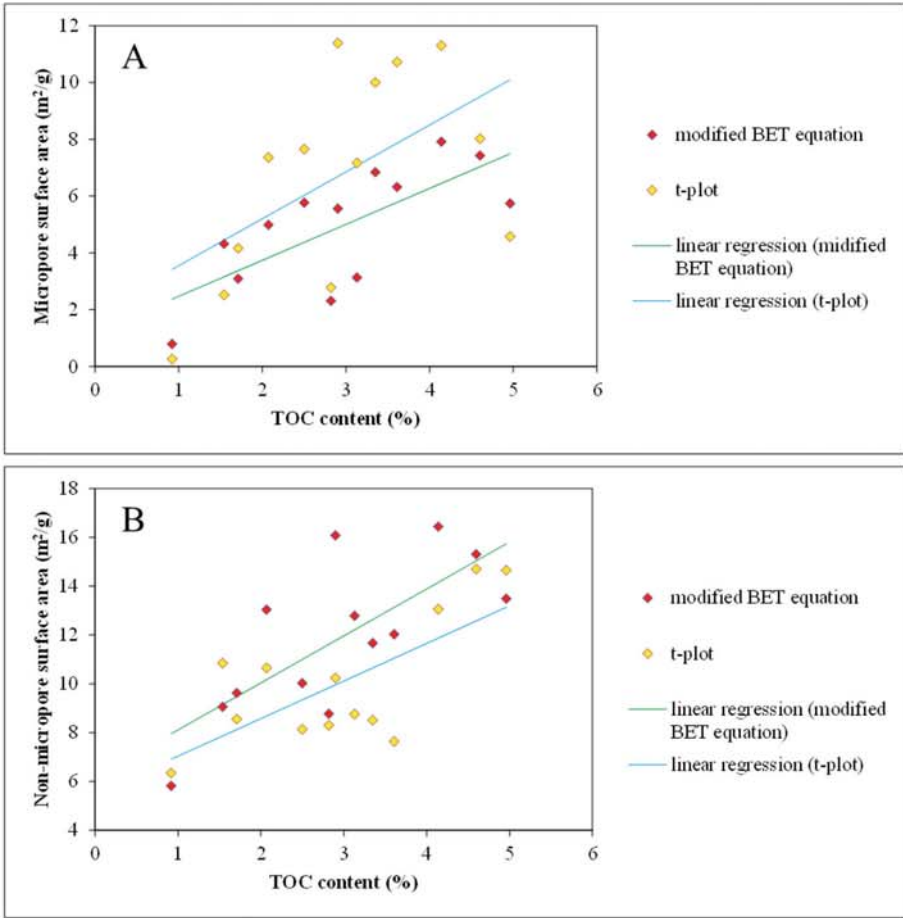 A
Micropore surface area (m²/g)
12
10
8
6
4
2
0
0 1 2 3 4 5 6
TOC content (%)
modified BET equation
t-plot
linear regression (midified
BET equation)
linear regression (t-plot)
B
Non-micropore surface area (m²/g)
18
16
14
12
10
8
6
4
0 1 2 3 4 5 6
TOC content (%)
modified BET equation
t-plot
linear regression (modified
BET equation)
linear regression (t-plot)